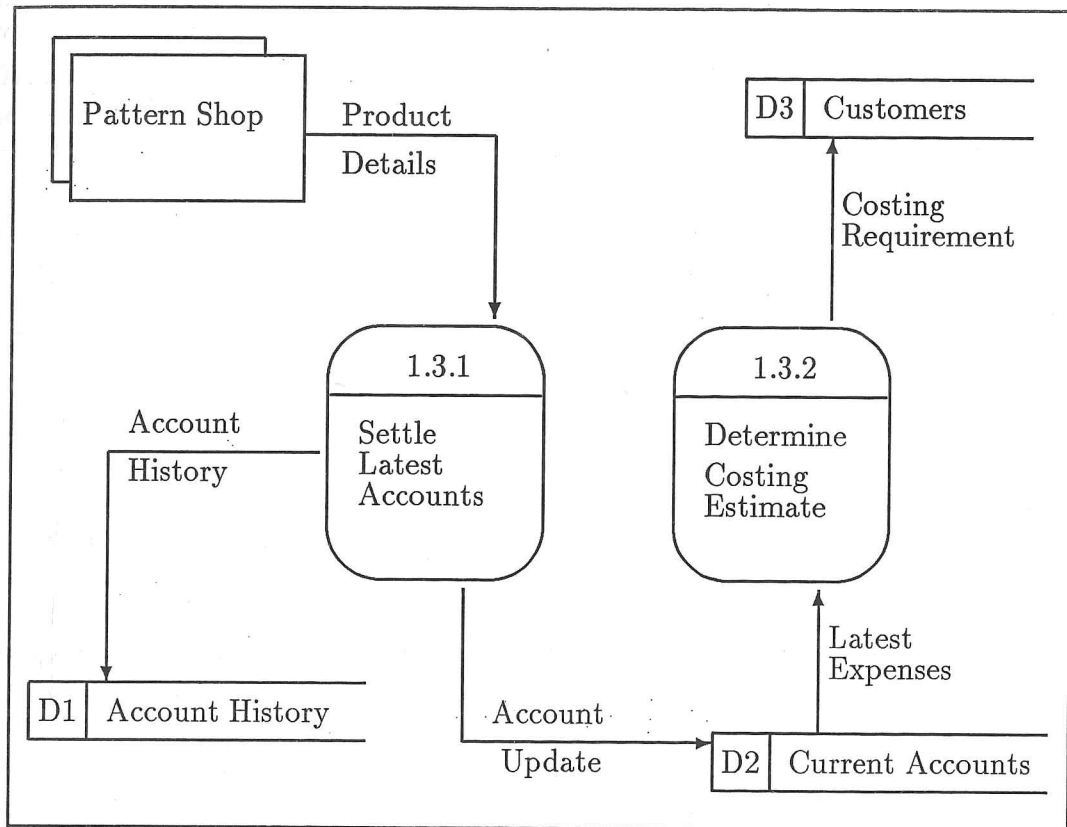 Pattern Shop
Product
Details
D3 Customers
Costing
Requirement
1.3.1
Settle
Latest
Accounts
1.3.2
Determine
Costing
Estimate
Account
History
D1 Account History
Account
Update
Latest
Expenses
D2 Current Accounts